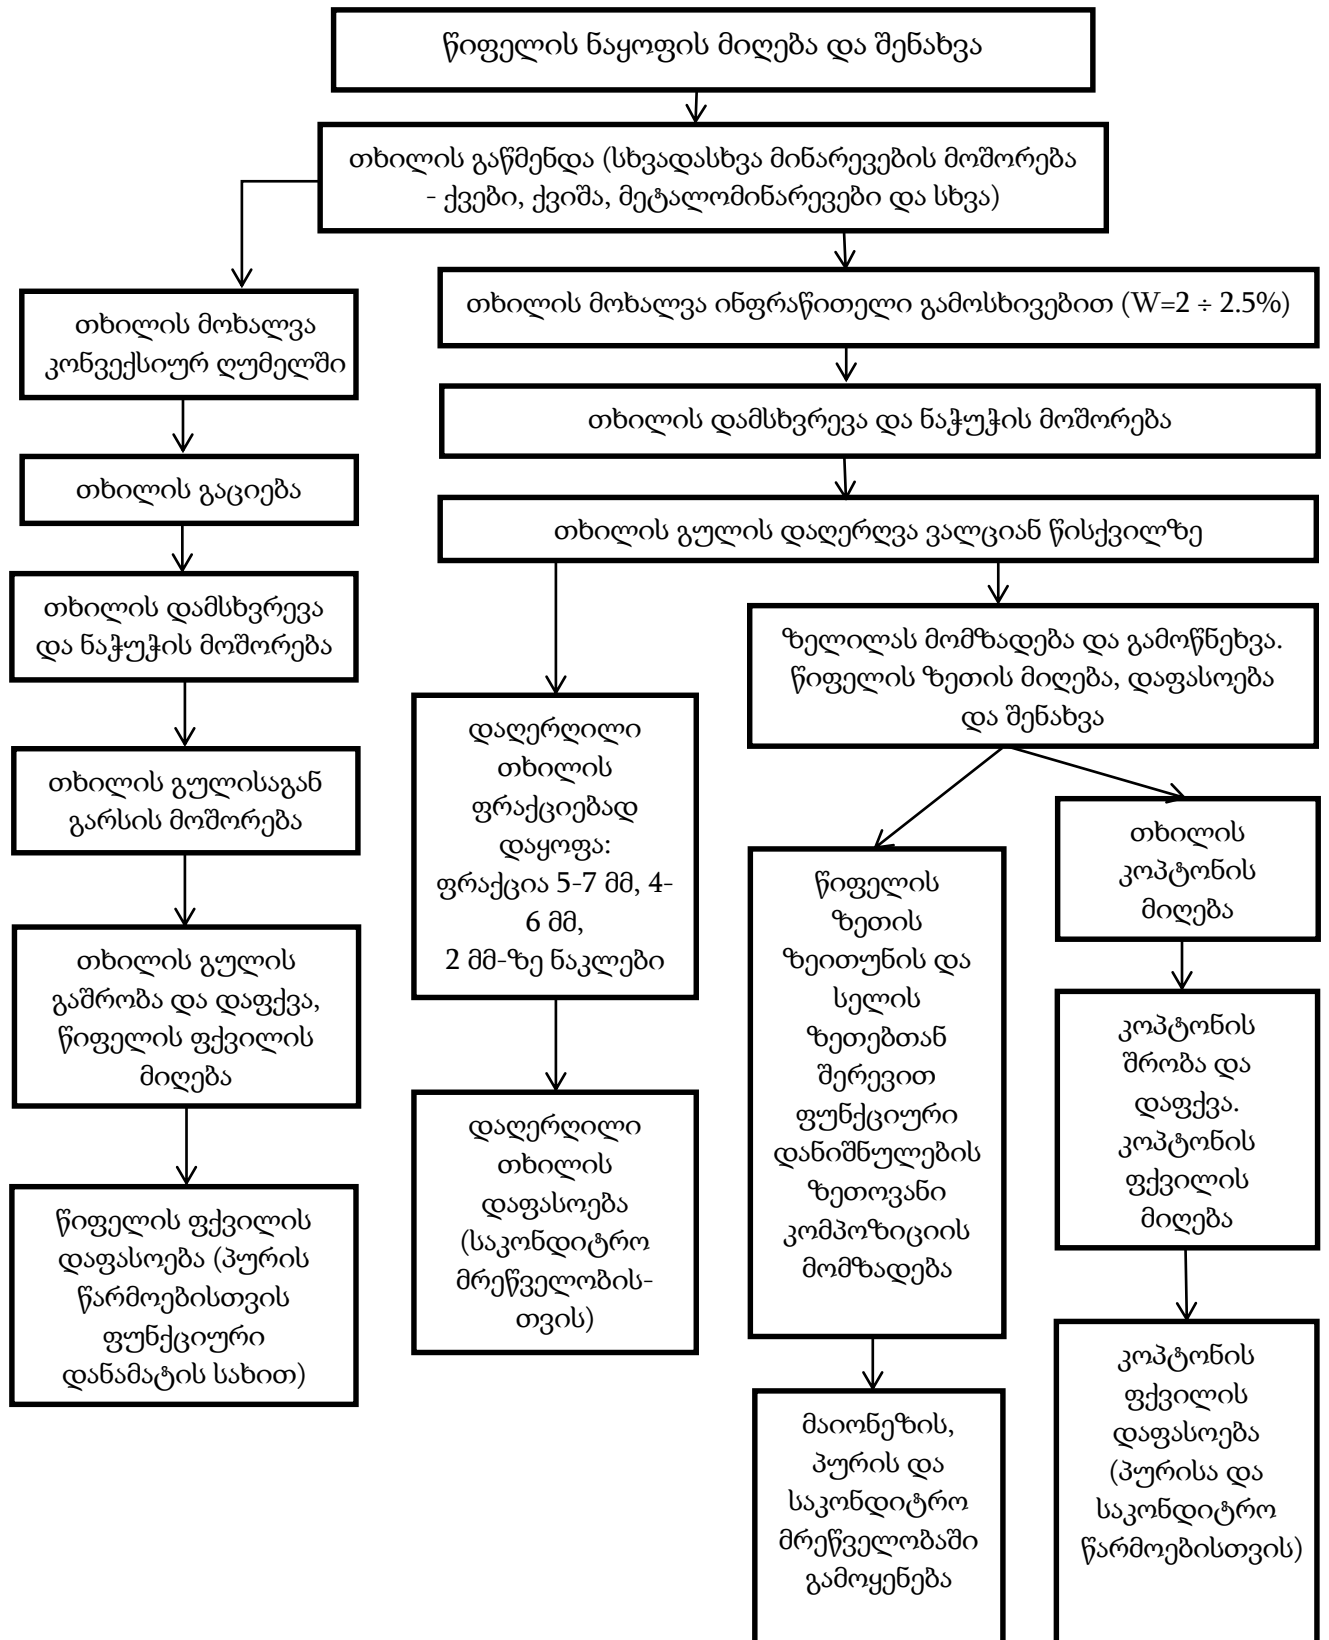 წიფელის ნაყოფის მიღება და შენახვა
თხილის გაწმენდა (სხვადასხვა მინარევების მოშორება
- ქვები, ქვიშა, მეტალომინარევები და სხვა)
თხილის მოხალვა
კონვექსიურ ღუმელში
თხილის გაციება
თხილის დამსხვრევა
და ნაჭუჭის მოშორება
თხილის გულისაგან
გარსის მოშორება
თხილის გულის
გაშრობა და დაფქვა,
წიფელის ფქვილის
მიღება
წიფელის ფქვილის
დაფასოება (პურის
წარმოებისთვის
ფუნქციური
დანამატის სახით)
თხილის მოხალვა ინფრაწითელი გამოსხივებით (W=2 ÷ 2.5%)
თხილის დამსხვრევა და ნაჭუჭის მოშორება
თხილის გულის დაღერღვა ვალციან წისქვილზე
დაღერღილი
თხილის
ფრაქციებად
დაყოფა:
ფრაქცია 5-7 მმ, 4-
6 მმ,
2 მმ-ზე ნაკლები
დაღერღილი
თხილის
დაფასოება
(საკონდიტრო
მრეწველობის-
თვის)
ზელილას მომზადება და გამოწნეხვა.
წიფელის ზეთის მიღება, დაფასოება
და შენახვა
წიფელის
ზეთის
ზეითუნის და
სელის
ზეთებთან
შერევით
ფუნქციური
დანიშნულების
ზეთოვანი
კომპოზიციის
მომზადება
მაიონეზის,
პურის და
საკონდიტრო
მრეწველობაში
გამოყენება
თხილის
კოპტონის
მიღება
კოპტონის
შრობა და
დაფქვა.
კოპტონის
ფქვილის
მიღება
კოპტონის
ფქვილის
დაფასოება
(პურისა და
საკონდიტრო
წარმოებისთვის)